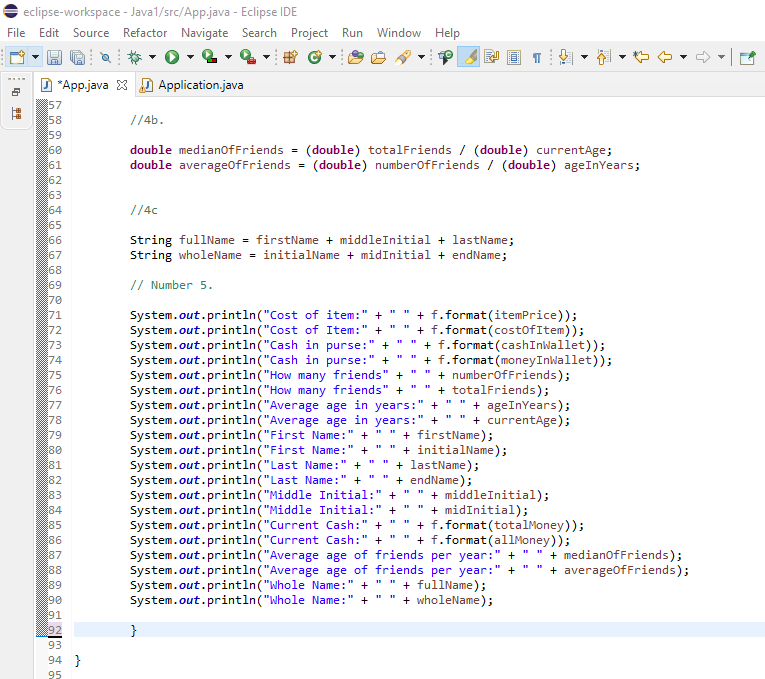 eclipse-workspace - Java1/src/App.java - Eclipse IDE
File Edit Source Refactor Navigate Search Project Run Window Help
*App.java Application.java
57
58 //4b.
59
60 double medianOfFriends = (double) totalFriends / (double) currentAge;
61 double averageOfFriends = (double) numberOfFriends / (double) ageInYears;
62
63
64 //4c
65
66 String fullName = firstName + middleInitial + lastName;
67 String wholeName = initialName + midInitial + endName;
68
69 // Number 5.
70
71 System.out.println("Cost of item:" + " " + f.format(itemPrice));
72 System.out.println("Cost of Item:" + " " + f.format(costOfItem));
73 System.out.println("Cash in purse:" + " " + f.format(cashInWallet));
74 System.out.println("Cash in purse:" + " " + f.format(moneyInWallet));
75 System.out.println("How many friends" + " " + numberOfFriends);
76 System.out.println("How many friends" + " " + totalFriends);
77 System.out.println("Average age in years:" + " " + ageInYears);
78 System.out.println("Average age in years:" + " " + currentAge);
79 System.out.println("First Name:" + " " + firstName);
80 System.out.println("First Name:" + " " + initialName);
81 System.out.println("Last Name:" + " " + lastName);
82 System.out.println("Last Name:" + " " + endName);
83 System.out.println("Middle Initial:" + " " + middleInitial);
84 System.out.println("Middle Initial:" + " " + midInitial);
85 System.out.println("Current Cash:" + " " + f.format(totalMoney));
86 System.out.println("Current Cash:" + " " + f.format(allMoney));
87 System.out.println("Average age of friends per year:" + " " + medianOfFriends);
88 System.out.println("Average age of friends per year:" + " " + averageOfFriends);
89 System.out.println("Whole Name:" + " " + fullName);
90 System.out.println("Whole Name:" + " " + wholeName);
91
92 }
93
94 }
95